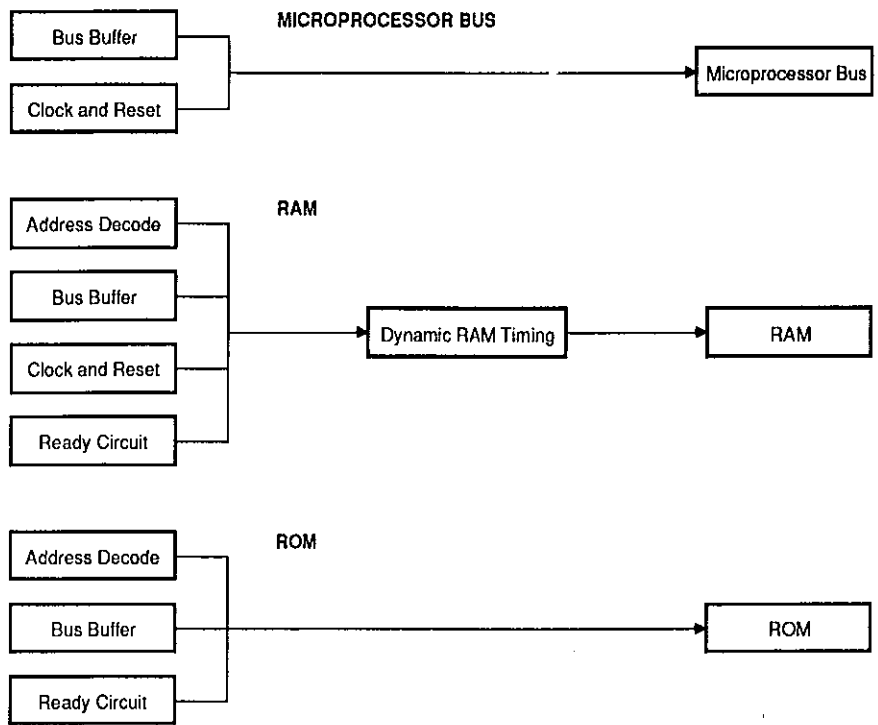 MICROPROCESSOR BUS
Bus Buffer
Clock and Reset
Microprocessor Bus
RAM
Address Decode
Bus Buffer
Clock and Reset
Ready Circuit
Dynamic RAM Timing
RAM
ROM
Address Decode
Bus Buffer
Ready Circuit
ROM